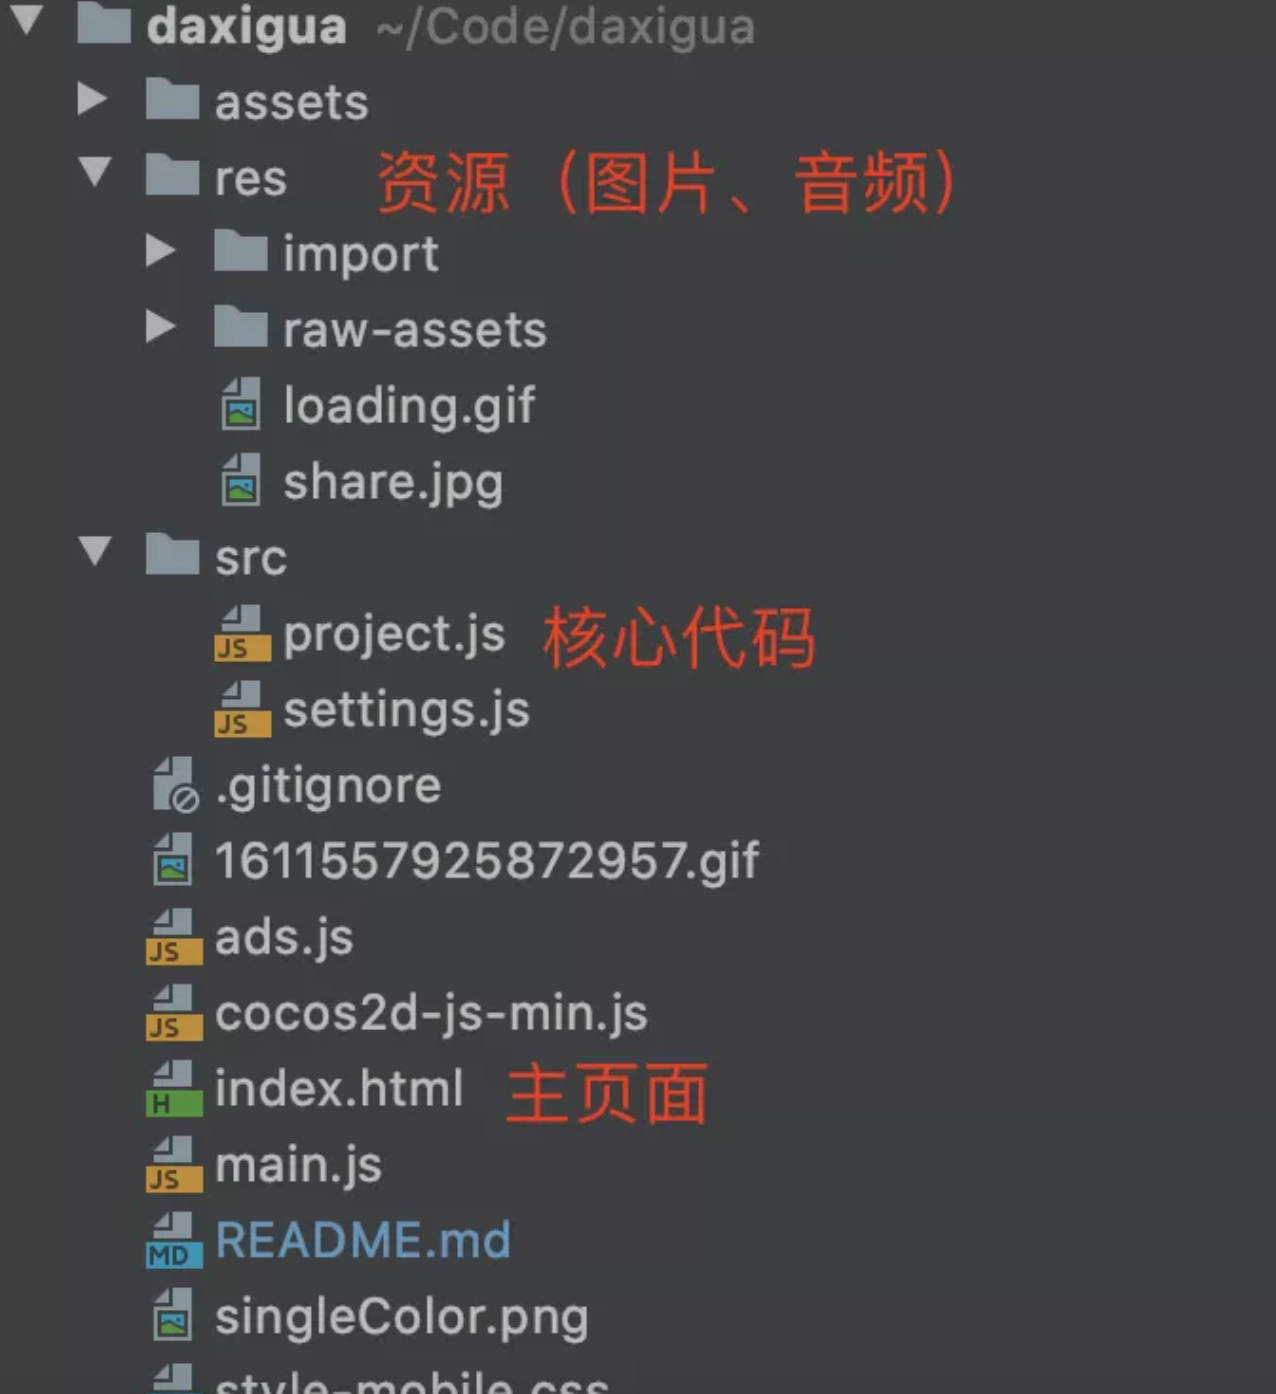 daxigua ~/Code/daxigua
assets
res 资源（图片、音频）
import
raw-assets
loading.gif
share.jpg
src
JS project.js 核心代码
JS settings.js
.gitignore
1611557925872957.gif
JS ads.js
JS cocos2d-js-min.js
H index.html 主页面
JS main.js
MD README.md
singleColor.png
style-mobile.css